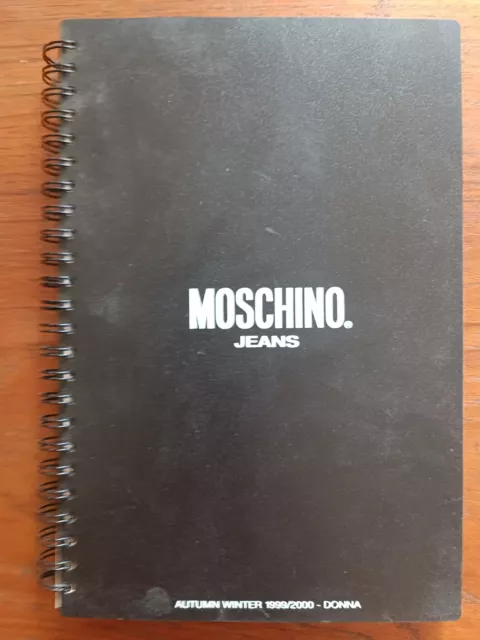 MOSCHINO®
JEANS
AUTUMN WINTER 1999/2000 - DONNA